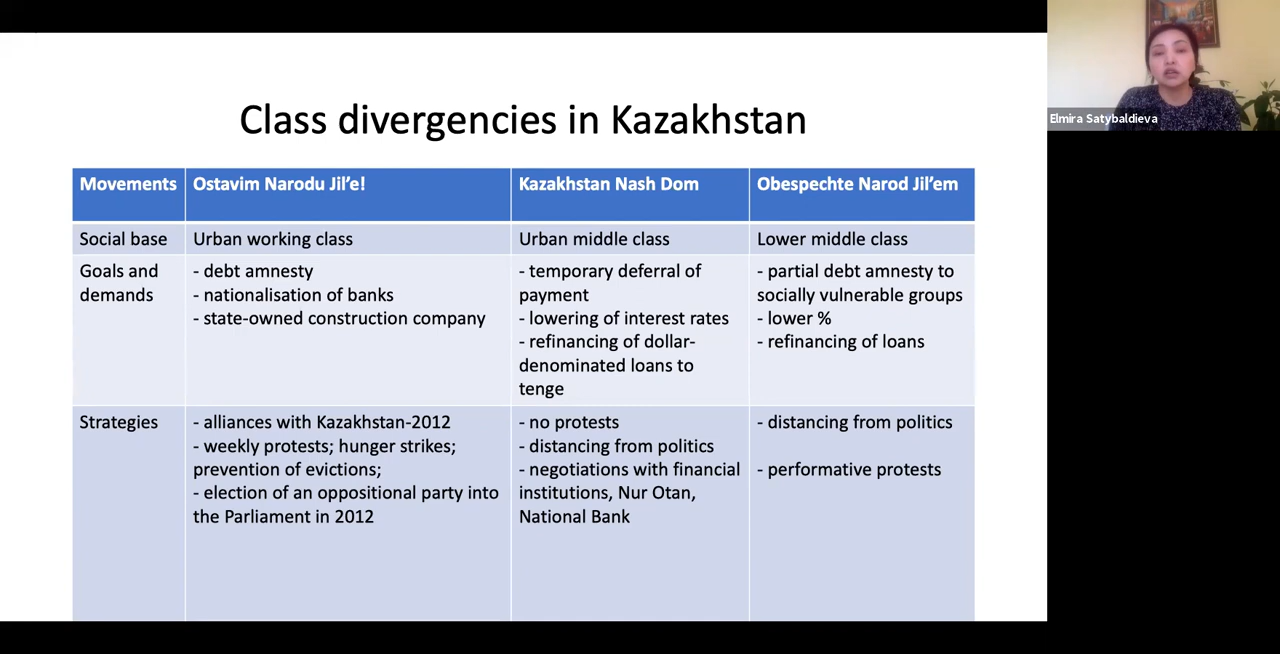 Elmira Satybaldieva
Class divergencies in Kazakhstan
Movements
Ostavim Narodu Jil’e!
Kazakhstan Nash Dom
Obespechte Narod Jil’em
Social base
Urban working class
Urban middle class
Lower middle class
Goals and
demands
- debt amnesty
- nationalisation of banks
- state-owned construction company
- temporary deferral of
payment
- lowering of interest rates
- refinancing of dollar-
denominated loans to
tenge
- partial debt amnesty to
socially vulnerable groups
- lower %
- refinancing of loans
Strategies
- alliances with Kazakhstan-2012
- weekly protests; hunger strikes;
prevention of evictions;
- election of an oppositional party into
the Parliament in 2012
- no protests
- distancing from politics
- negotiations with financial
institutions, Nur Otan,
National Bank
- distancing from politics
- performative protests